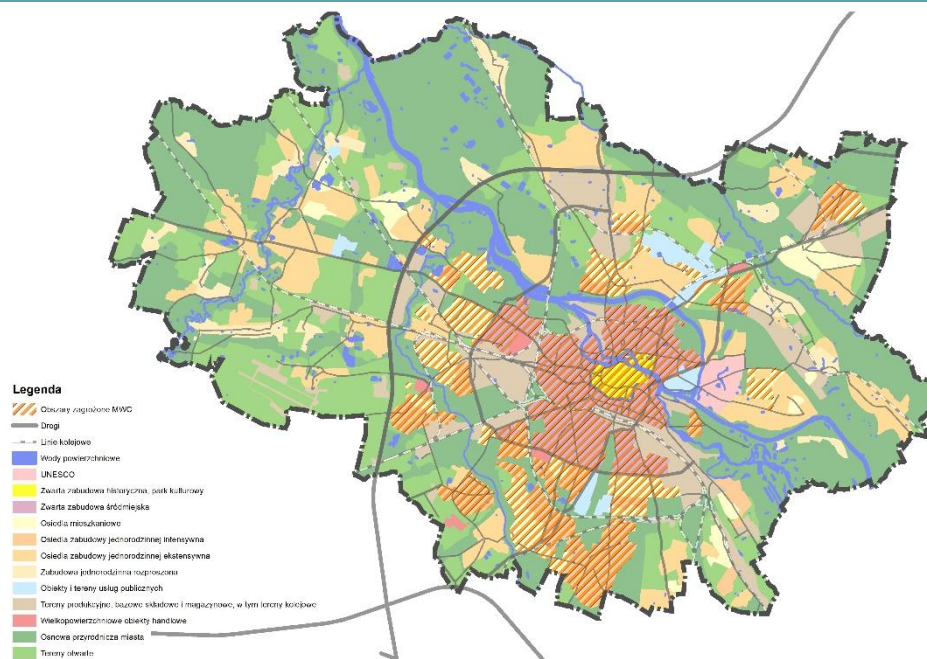 Legenda
Obszary zagrożone MWC
Drogi
Linie kolejowe
Wody powierzchniowe
UNESCO
Zwarta zabudowa historyczna, park kulturowy
Zwarta zabudowa śródmiejska
Osiedla mieszkaniowe
Osiedla zabudowy jednorodzinnej intensywna
Osiedla zabudowy jednorodzinnej ekstensywna
Zabudowa jednorodzinna rozproszona
Obiekty i tereny usług publicznych
Tereny produkcyjne, bazowe składowe i magazynowe, w tym tereny kolejowe
Wielkopowierzchniowe obiekty handlowe
Osnowa przyrodnicza miasta
Tereny otwarte